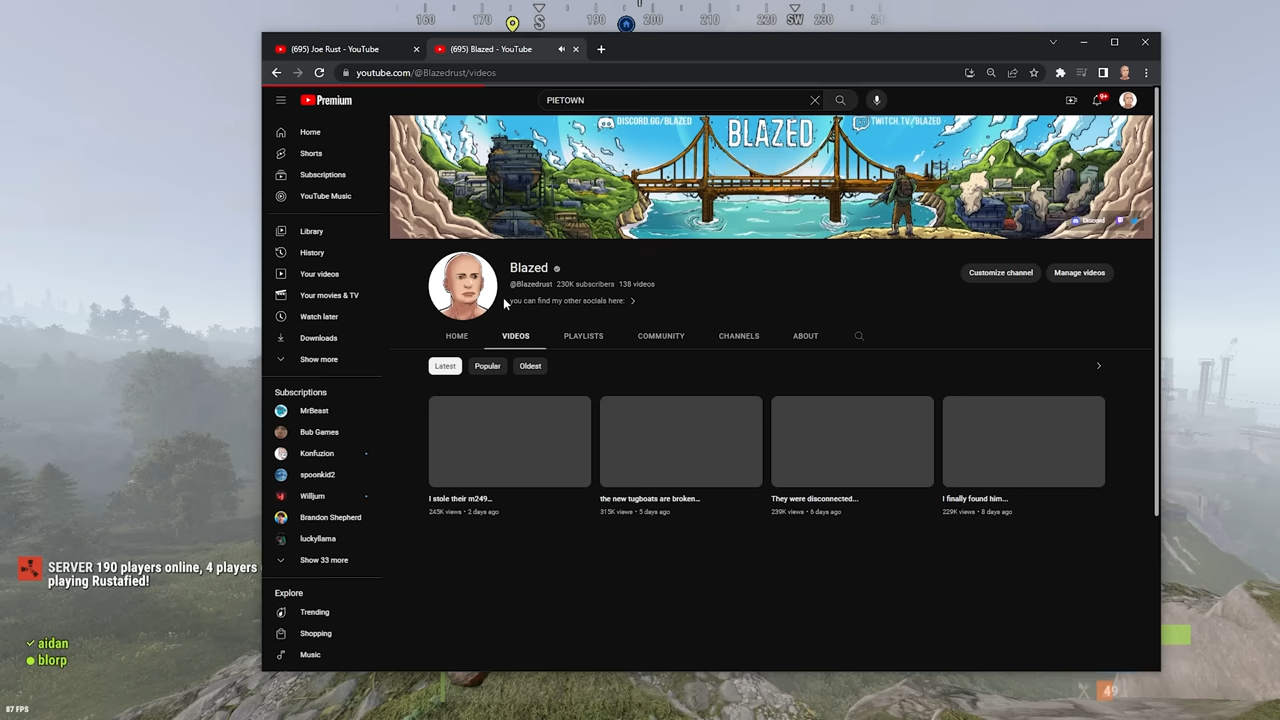 160 170 S 190 200 210 220 SW 230
(695) Joe Rust - YouTube
(695) Blazed - YouTube
youtube.com/@Blazedrust/videos
Premium
PIETOWN
9+
Home
Shorts
Subscriptions
YouTube Music
Library
History
Your videos
Your movies & TV
Watch later
Downloads
Show more
Subscriptions
MrBeast
Bub Games
Konfuzion
spoonkid2
Willjum
Brandon Shepherd
luckyllama
Show 33 more
Explore
Trending
Shopping
Music
DISCORD.GG/BLAZED
BLAZED
TWITCH.TV/BLAZED
Discord
Blazed
@Blazedrust 230K subscribers 138 videos
you can find my other socials here:
Customize channel
Manage videos
HOME
VIDEOS
PLAYLISTS
COMMUNITY
CHANNELS
ABOUT
Latest
Popular
Oldest
I stole their m249...
245K views • 2 days ago
the new tugboats are broken...
315K views • 5 days ago
They were disconnected...
239K views • 6 days ago
I finally found him...
229K views • 8 days ago
SERVER 190 players online, 4 players
playing Rustafied!
aidan
blorp
87 FPS
49